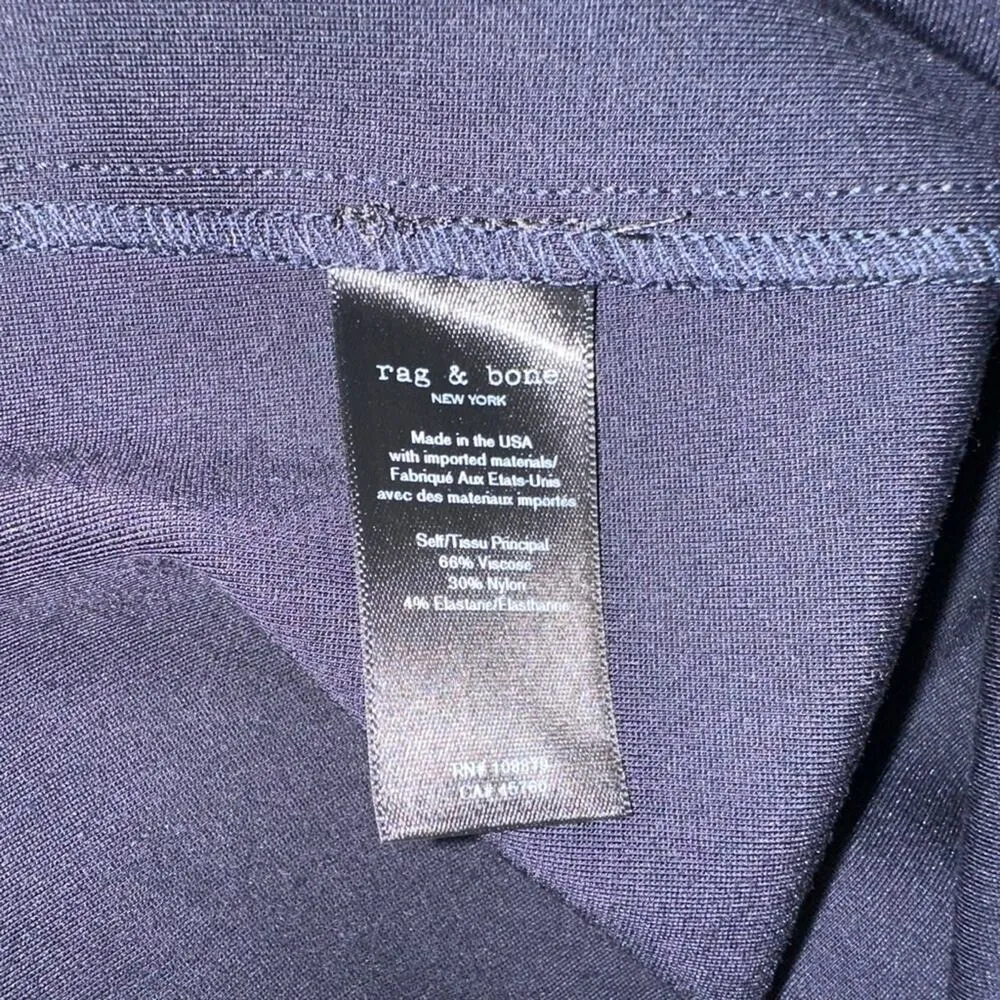 rag & bone
NEW YORK
Made in the USA
with imported materials/
Fabriqué Aux Etats-Unis
avec des materiaux importés
Self/Tissu Principal
66% Viscose
30% Nylon
4% Elastane/Elasthanne
RN#
CA# 45760